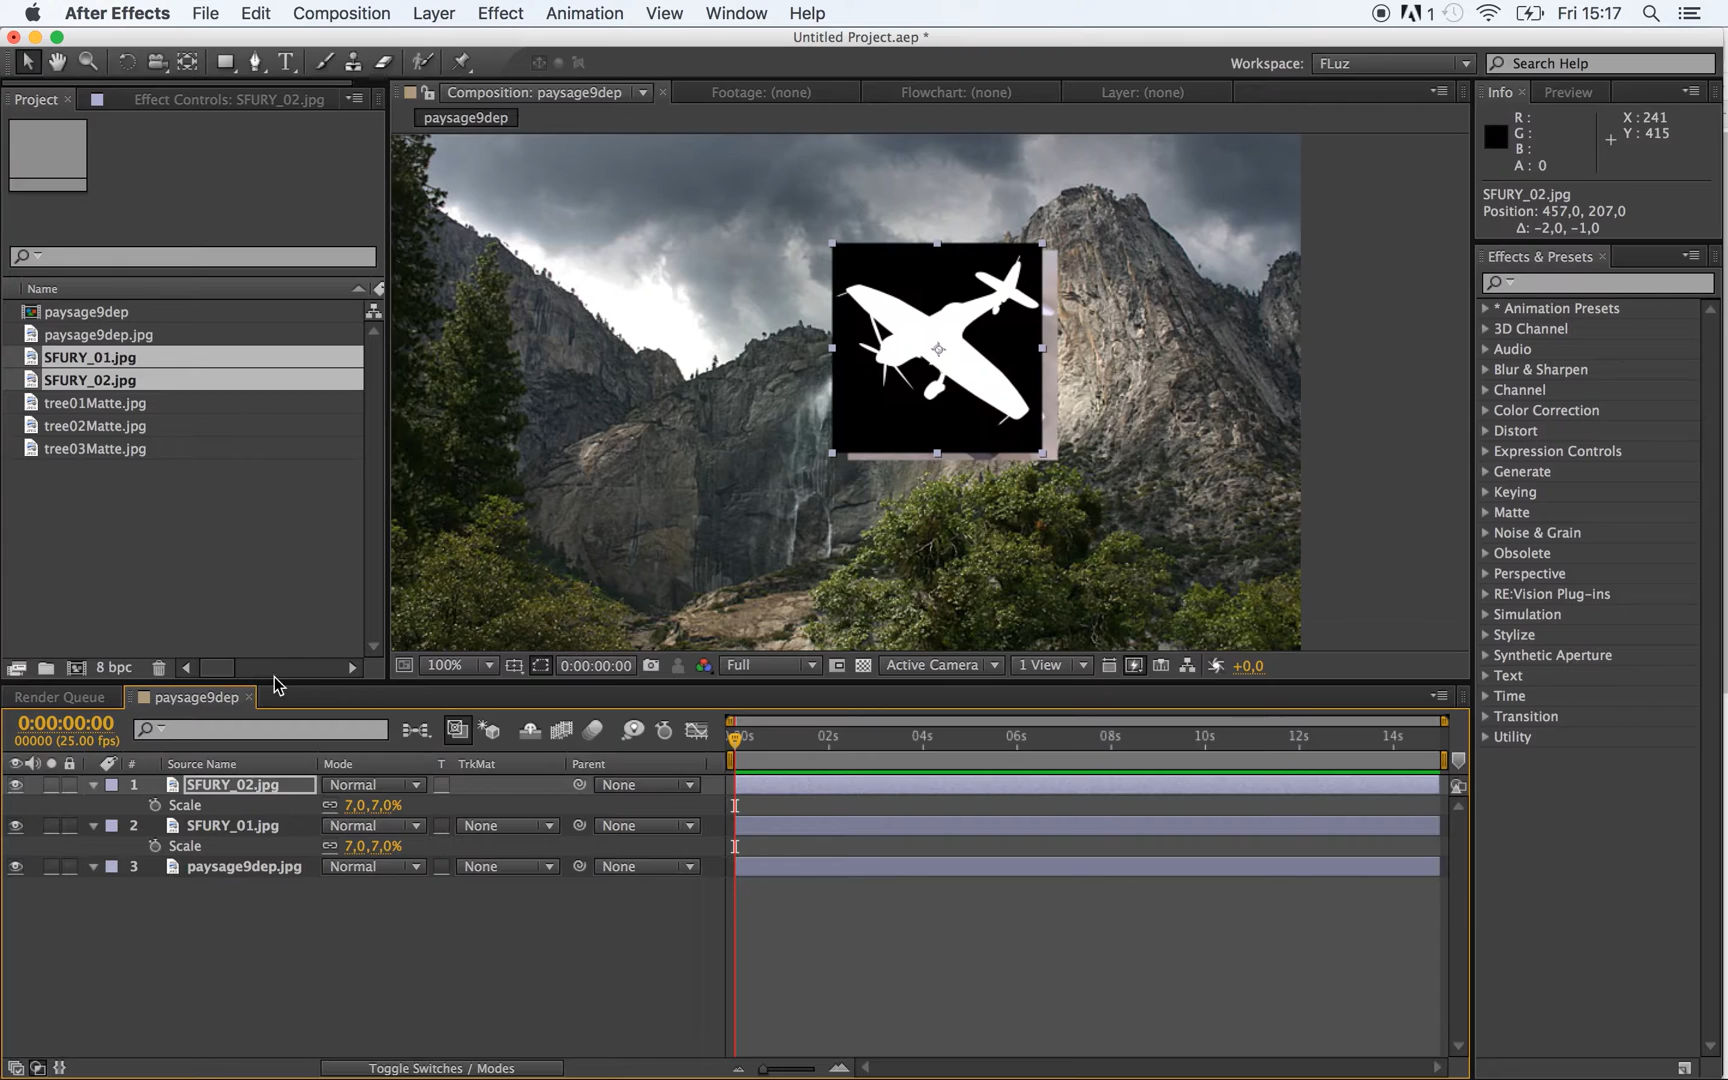 After Effects File Edit Composition Layer Effect Animation View Window Help 1 Fri 15:17
Untitled Project.aep *
Workspace: FLuz Search Help
Project Effect Controls: SFURY_02.jpg
Composition: paysage9dep Footage: (none) Flowchart: (none) Layer: (none)
paysage9dep
Info Preview
R :
G :
B :
A : 0
X : 241
Y : 415
SFURY_02.jpg
Position: 457,0, 207,0
Δ: -2,0, -1,0
Effects & Presets
* Animation Presets
3D Channel
Audio
Blur & Sharpen
Channel
Color Correction
Distort
Expression Controls
Generate
Keying
Matte
Noise & Grain
Obsolete
Perspective
RE:Vision Plug-ins
Simulation
Stylize
Synthetic Aperture
Text
Time
Transition
Utility
Name
paysage9dep
paysage9dep.jpg
SFURY_01.jpg
SFURY_02.jpg
tree01Matte.jpg
tree02Matte.jpg
tree03Matte.jpg
8 bpc
100% 0:00:00:00 Full Active Camera 1 View +0,0
Render Queue paysage9dep
0:00:00:00
00000 (25.00 fps)
:00s 02s 04s 06s 08s 10s 12s 14s
# Source Name Mode T TrkMat Parent
1 SFURY_02.jpg Normal None
Scale 7,0,7,0%
2 SFURY_01.jpg Normal None None
Scale 7,0,7,0%
3 paysage9dep.jpg Normal None None
Toggle Switches / Modes